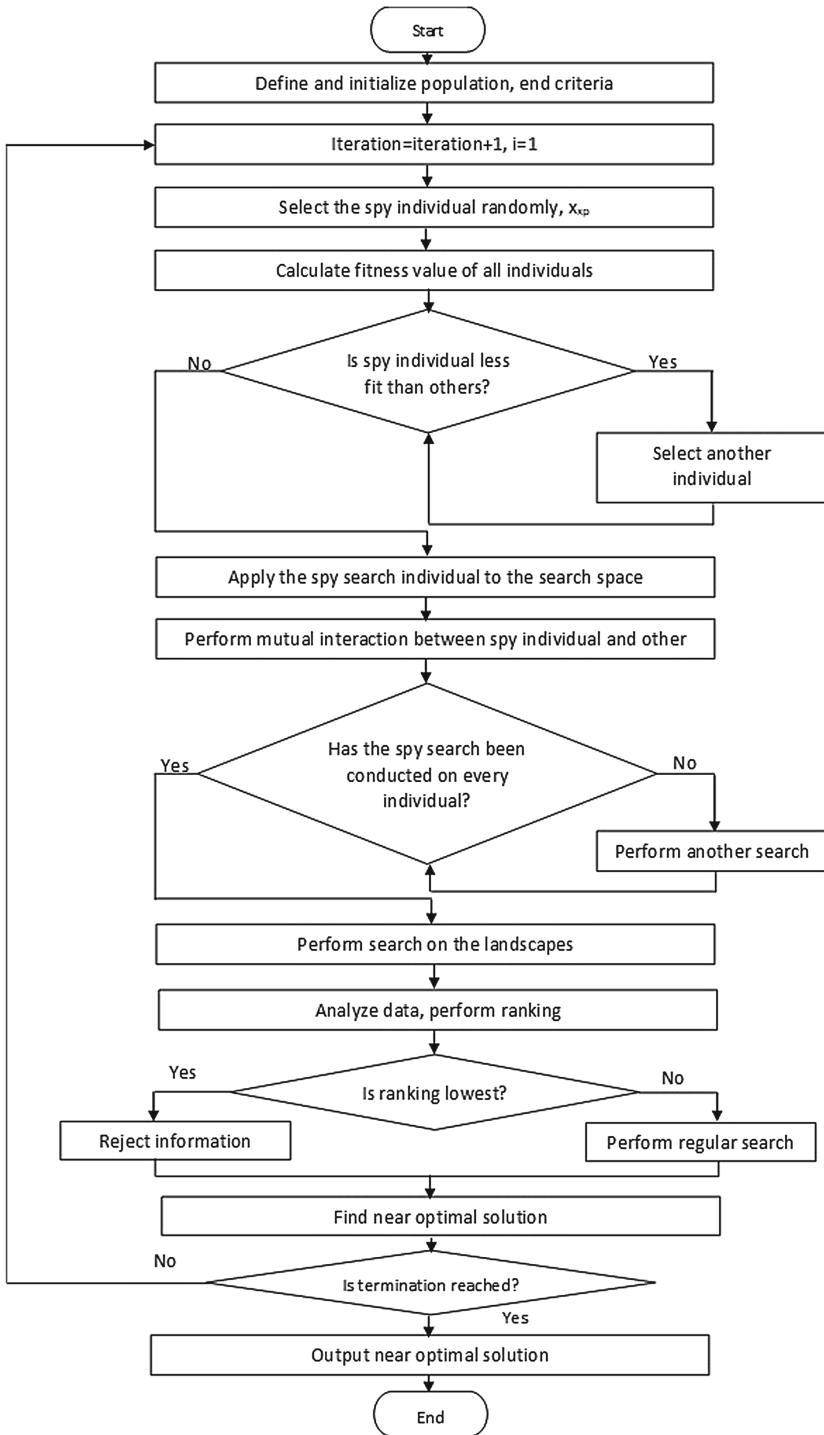 Start
Define and initialize population, end criteria
Iteration=iteration+1, i=1
Select the spy individual randomly, xₓₚ
Calculate fitness value of all individuals
Is spy individual less
fit than others?
No
Yes
Select another
individual
Apply the spy search individual to the search space
Perform mutual interaction between spy individual and other
Has the spy search been
conducted on every
individual?
Yes
No
Perform another search
Perform search on the landscapes
Analyze data, perform ranking
Is ranking lowest?
Yes
No
Reject information
Perform regular search
Find near optimal solution
Is termination reached?
No
Yes
Output near optimal solution
End